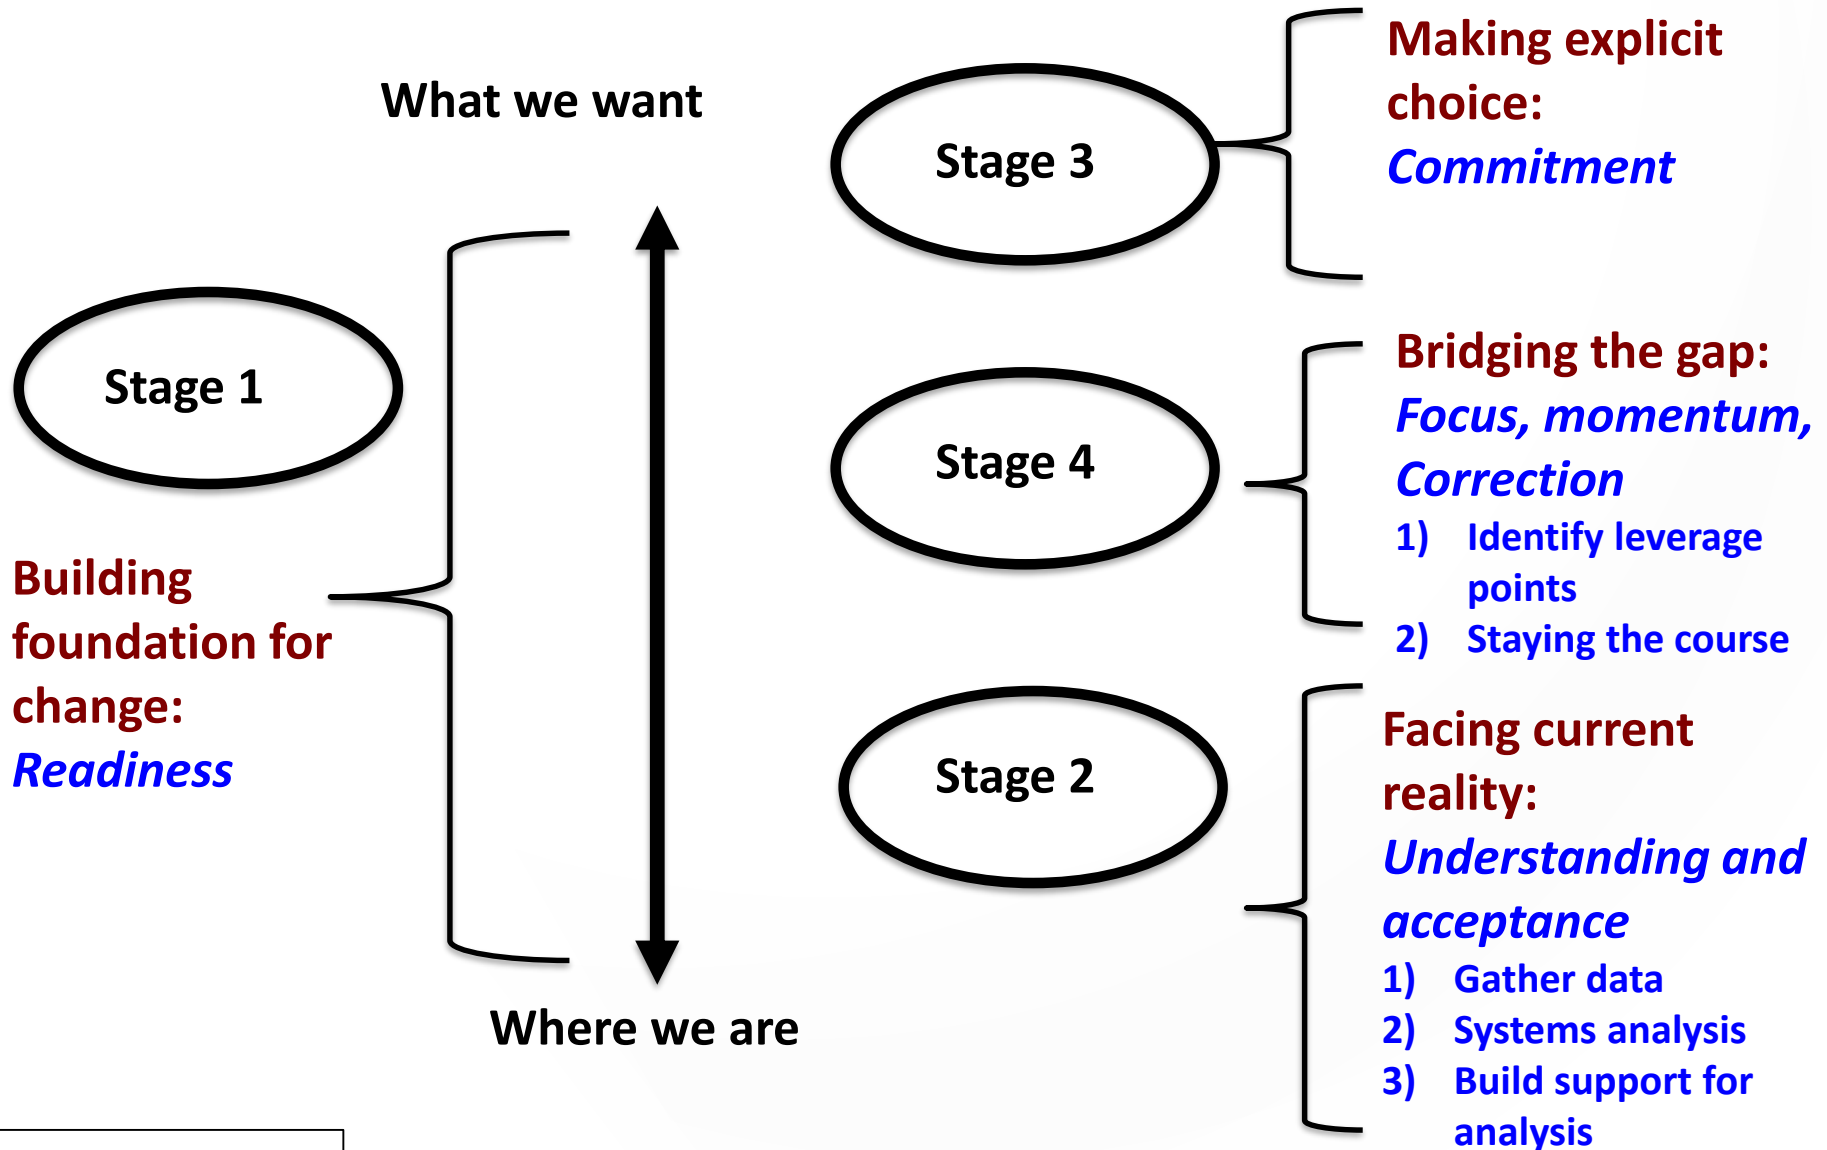 What we want
Stage 1
Building
foundation for
change:
Readiness
Where we are
Stage 3
Making explicit
choice:
Commitment
Stage 4
Bridging the gap:
Focus, momentum,
Correction
1) Identify leverage
points
2) Staying the course
Stage 2
Facing current
reality:
Understanding and
acceptance
1) Gather data
2) Systems analysis
3) Build support for
analysis